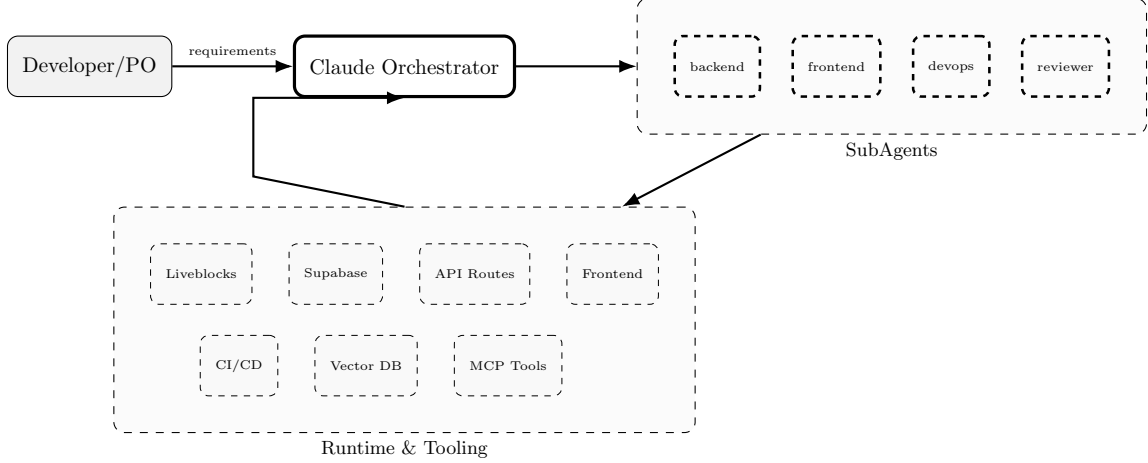 requirements
Developer/PO
Claude Orchestrator
backend
frontend
devops
reviewer
SubAgents
Liveblocks
Supabase
API Routes
Frontend
CI/CD
Vector DB
MCP Tools
Runtime & Tooling